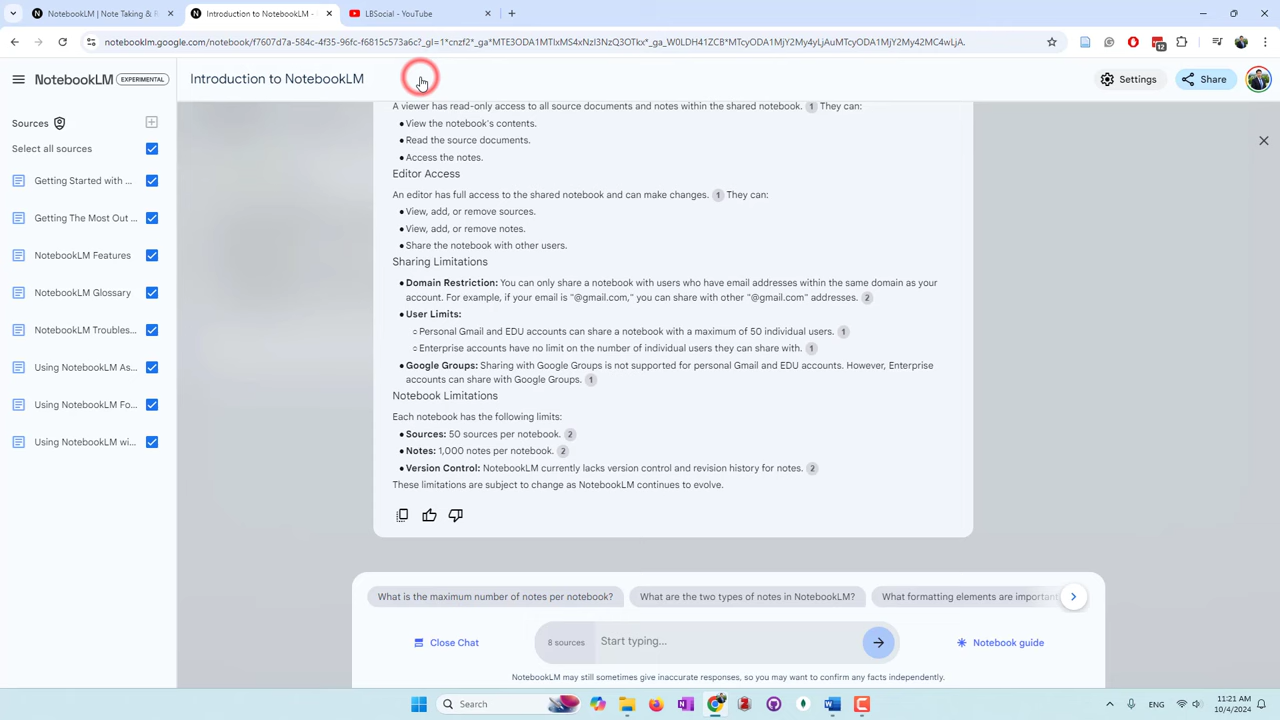 NotebookLM | Note Taking & R
Introduction to NotebookLM -
LBSocial - YouTube
notebooklm.google.com/notebook/f7607d7a-584c-4f35-96fc-f6815c573a6c?_gl=1*cnzf2*_ga*MTE3ODA1MTIxMS4xNzI3NzQ3OTkx*_ga_W0LDH41ZCB*MTcyODA1MjY2My4yLjAuMTcyODA1MjY2My42MC4wLjA.
12
NotebookLM EXPERIMENTAL
Introduction to NotebookLM
Settings
Share
Sources
Select all sources
Getting Started with ...
Getting The Most Out ...
NotebookLM Features
NotebookLM Glossary
NotebookLM Troubles...
Using NotebookLM As...
Using NotebookLM Fo...
Using NotebookLM wi...
A viewer has read-only access to all source documents and notes within the shared notebook. 1 They can:
• View the notebook's contents.
• Read the source documents.
• Access the notes.
Editor Access
An editor has full access to the shared notebook and can make changes. 1 They can:
• View, add, or remove sources.
• View, add, or remove notes.
• Share the notebook with other users.
Sharing Limitations
• Domain Restriction: You can only share a notebook with users who have email addresses within the same domain as your
account. For example, if your email is "@gmail.com," you can share with other "@gmail.com" addresses. 2
• User Limits:
○ Personal Gmail and EDU accounts can share a notebook with a maximum of 50 individual users. 1
○ Enterprise accounts have no limit on the number of individual users they can share with. 1
• Google Groups: Sharing with Google Groups is not supported for personal Gmail and EDU accounts. However, Enterprise
accounts can share with Google Groups. 1
Notebook Limitations
Each notebook has the following limits:
• Sources: 50 sources per notebook. 2
• Notes: 1,000 notes per notebook. 2
• Version Control: NotebookLM currently lacks version control and revision history for notes. 2
These limitations are subject to change as NotebookLM continues to evolve.
What is the maximum number of notes per notebook?
What are the two types of notes in NotebookLM?
What formatting elements are important
Close Chat
8 sources
Start typing...
Notebook guide
NotebookLM may still sometimes give inaccurate responses, so you may want to confirm any facts independently.
Search
ENG
11:21 AM
10/4/2024